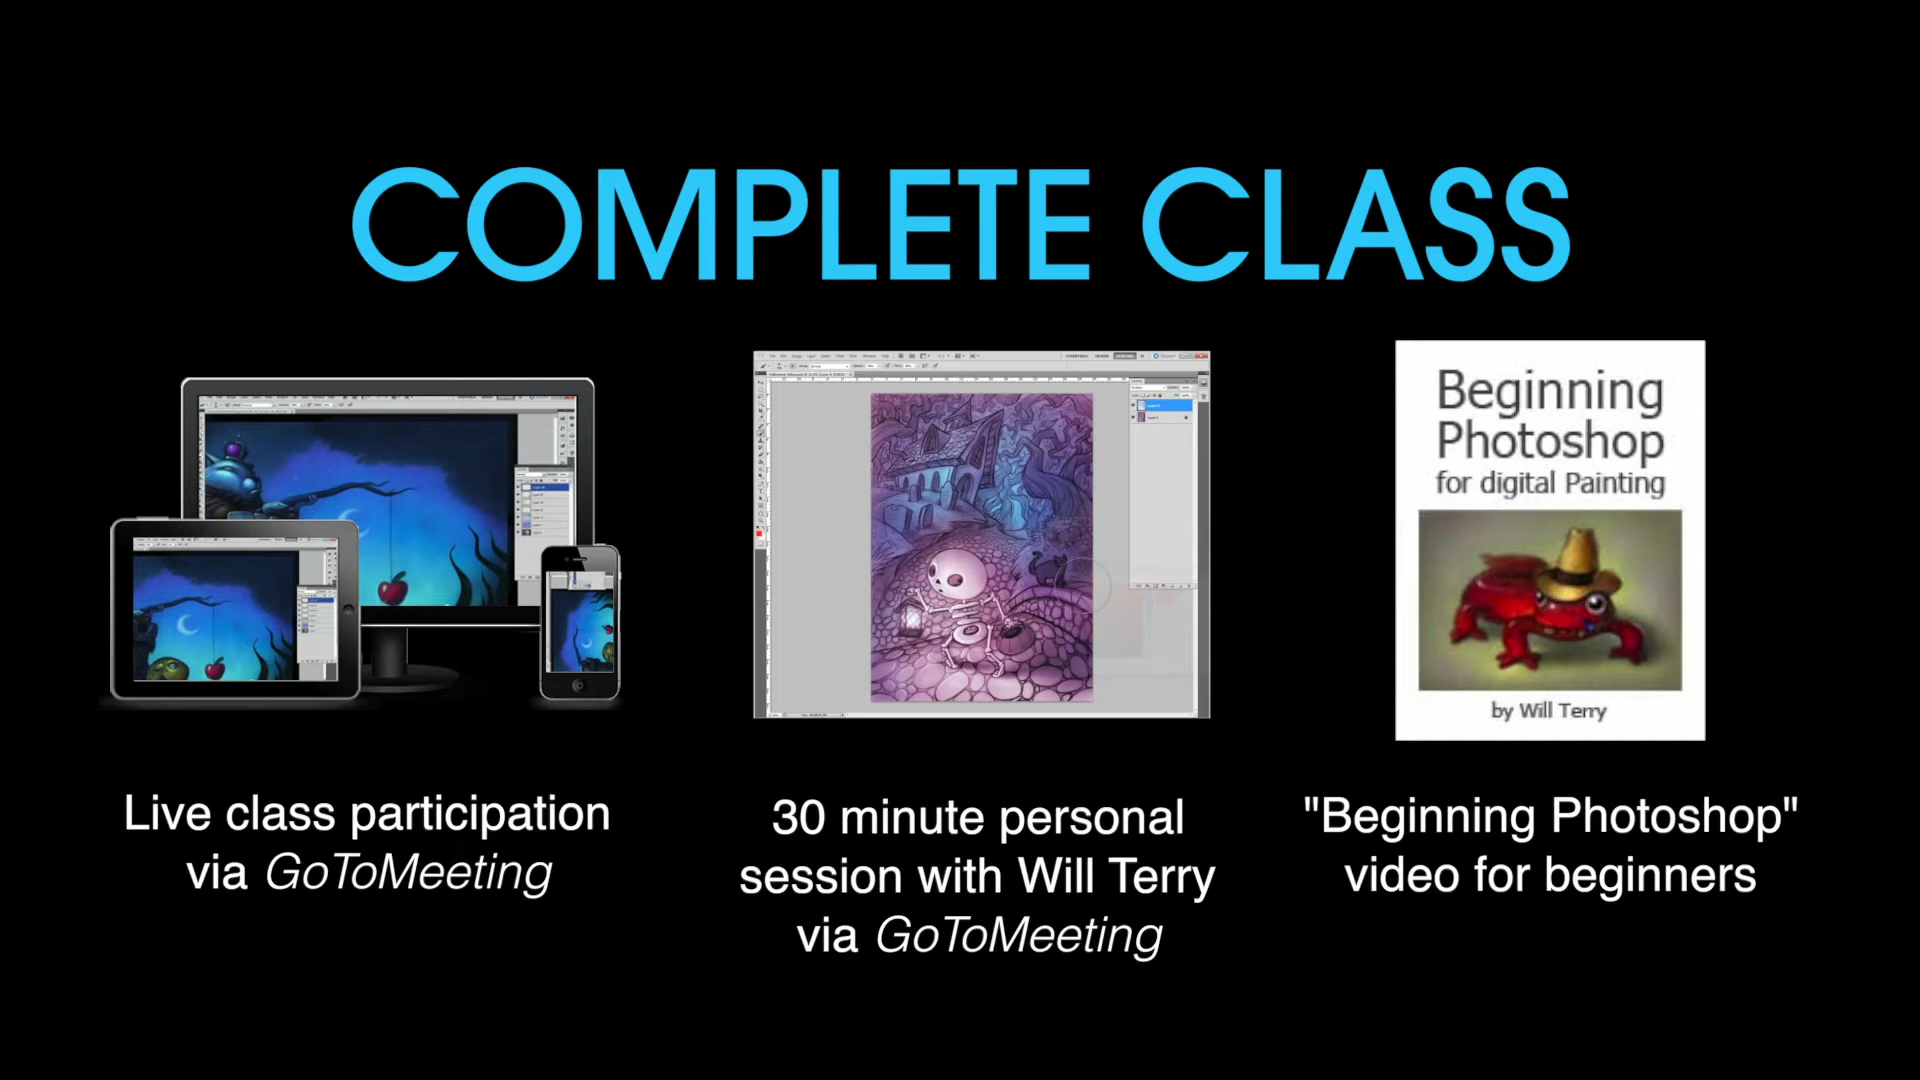 COMPLETE CLASS
Beginning
Photoshop
for digital Painting
by Will Terry
Live class participation
via GoToMeeting
30 minute personal
session with Will Terry
via GoToMeeting
"Beginning Photoshop"
video for beginners